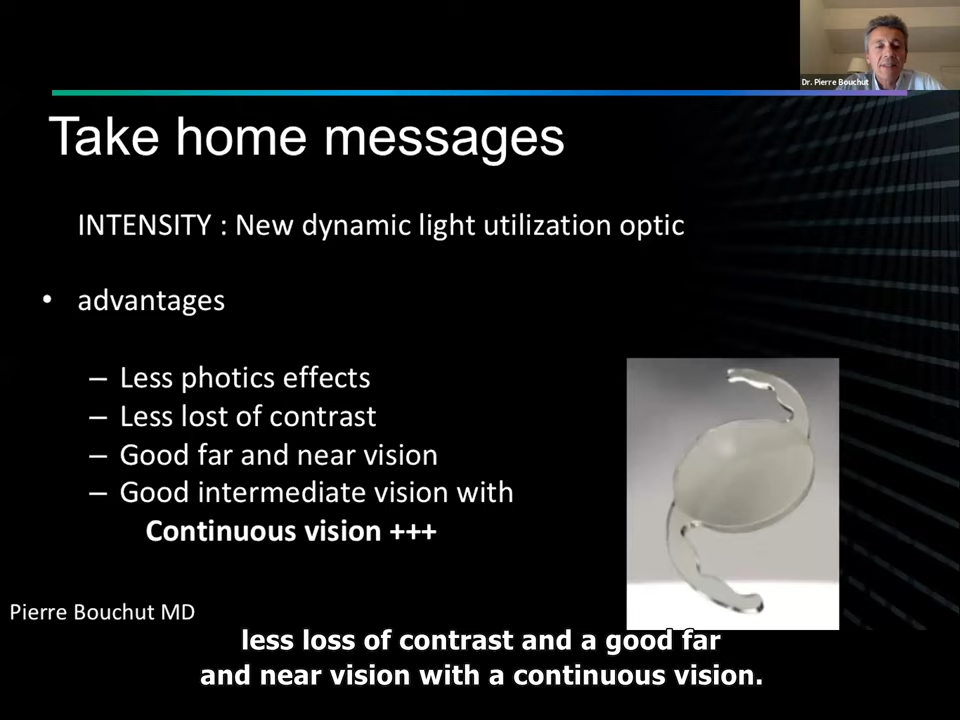 Dr. Pierre Bouchut
Take home messages
INTENSITY : New dynamic light utilization optic
• advantages
– Less photics effects
– Less lost of contrast
– Good far and near vision
– Good intermediate vision with
Continuous vision +++
Pierre Bouchut MD
less loss of contrast and a good far
and near vision with a continuous vision.